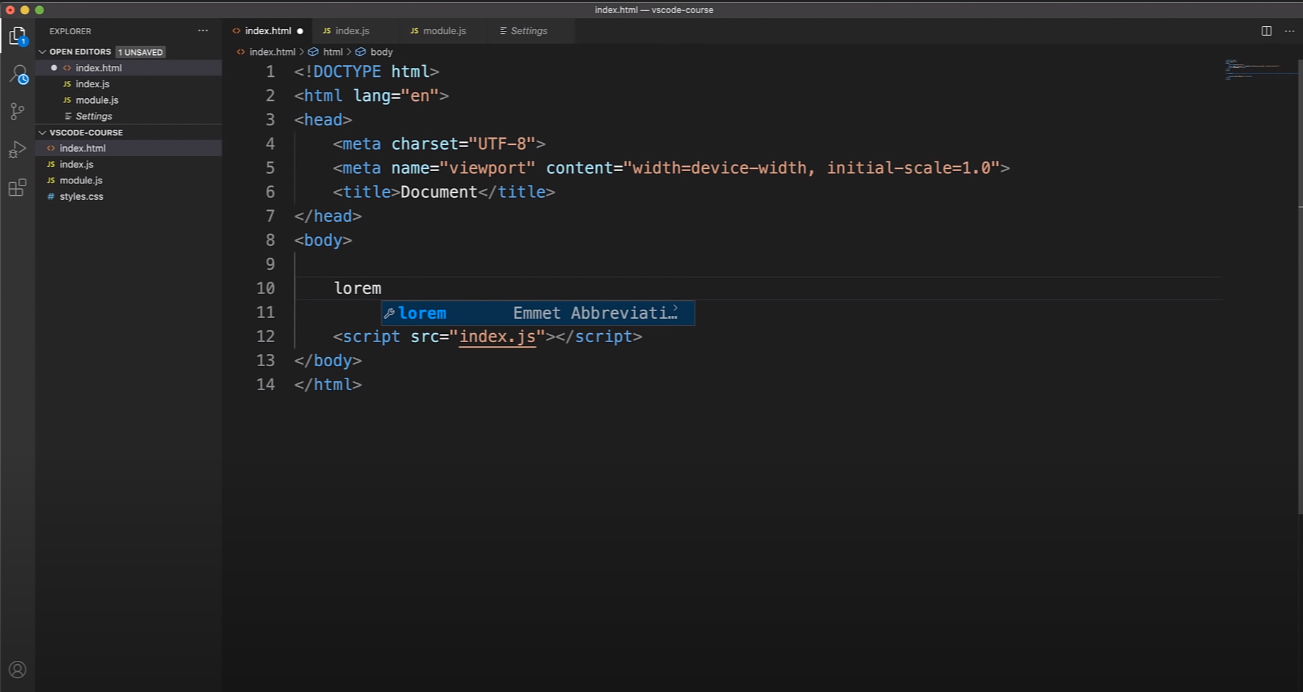 index.html — vscode-course
EXPLORER ···
OPEN EDITORS 1 UNSAVED
● <> index.html
JS index.js
JS module.js
Settings
VSCODE-COURSE
<> index.html
JS index.js
JS module.js
# styles.css
1
<> index.html ● JS index.js JS module.js Settings ···
<> index.html > html > body
1 <!DOCTYPE html>
2 <html lang="en">
3 <head>
4 <meta charset="UTF-8">
5 <meta name="viewport" content="width=device-width, initial-scale=1.0">
6 <title>Document</title>
7 </head>
8 <body>
9
10 lorem
11 lorem Emmet Abbreviati…>
12 <script src="index.js"></script>
13 </body>
14 </html>